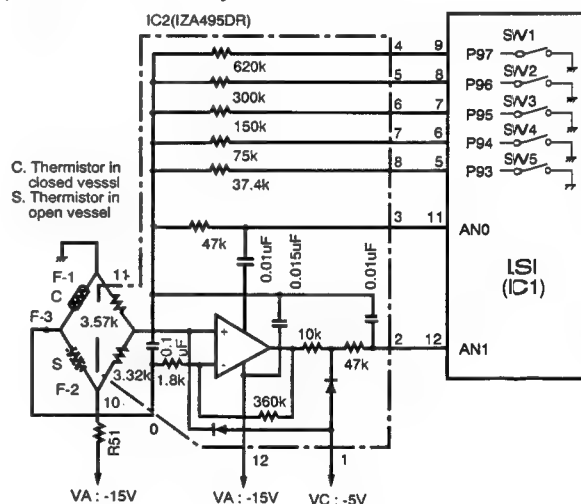 IC2(IZA495DR)
4 9 P97 SW1
620k
5 8 P96 SW2
300k
6 7 P95 SW3
150k
7 6 P94 SW4
75k
8 5 P93 SW5
37.4k
C. Thermistor in
closed vesssl
S. Thermistor in
open vessel
3 11 AN0
47k
0.01uF
0.015uF
0.01uF
LSI
(IC1)
F-1
11
C
F-3
3.57k
S
F-2
3.32k
10
R51
0
0.1
uF
1.8k
+
-
10k
47k
2 12 AN1
360k
12
1
VA : -15V
VA : -15V
VC : -5V